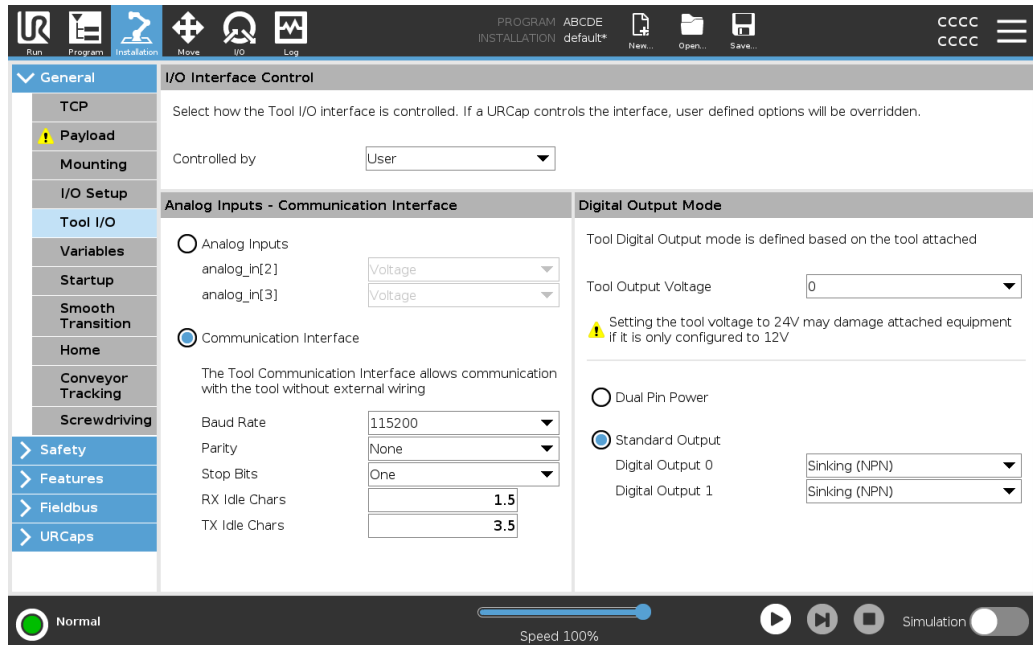 PROGRAM ABCDE
INSTALLATION default*
Run
Program
Installation
Move
I/O
Log
New...
Open...
Save...
CCCC
CCCC
General
TCP
Payload
Mounting
I/O Setup
Tool I/O
Variables
Startup
Smooth
Transition
Home
Conveyor
Tracking
Screwdriving
Safety
Features
Fieldbus
URCaps
I/O Interface Control
Select how the Tool I/O interface is controlled. If a URCap controls the interface, user defined options will be overridden.
Controlled by User
Analog Inputs - Communication Interface
Analog Inputs
analog_in[2] Voltage
analog_in[3] Voltage
Communication Interface
The Tool Communication Interface allows communication
with the tool without external wiring
Baud Rate 115200
Parity None
Stop Bits One
RX Idle Chars 1.5
TX Idle Chars 3.5
Digital Output Mode
Tool Digital Output mode is defined based on the tool attached
Tool Output Voltage 0
Setting the tool voltage to 24V may damage attached equipment
if it is only configured to 12V
Dual Pin Power
Standard Output
Digital Output 0 Sinking (NPN)
Digital Output 1 Sinking (NPN)
Normal
Speed 100%
Simulation